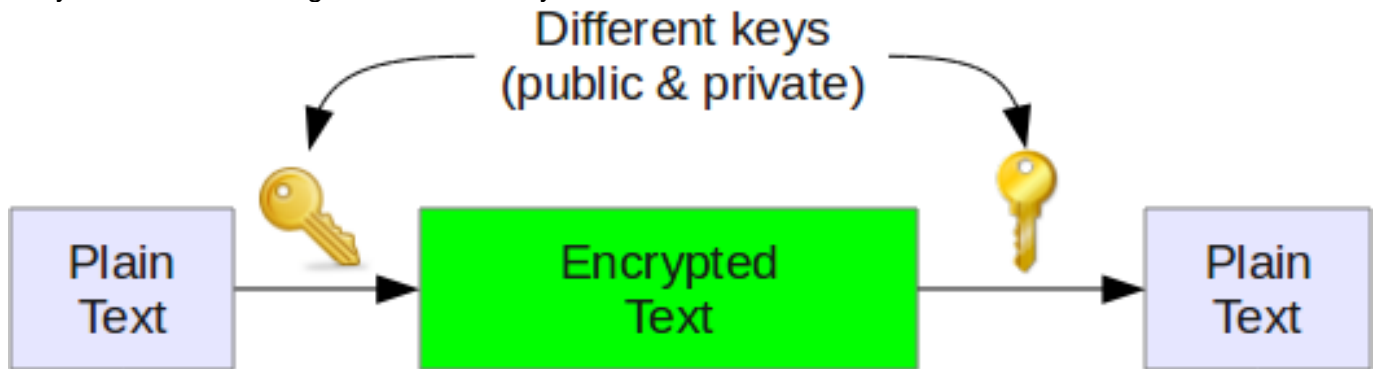 Different keys
(public & private)
Plain
Text
Encrypted
Text
Plain
Text